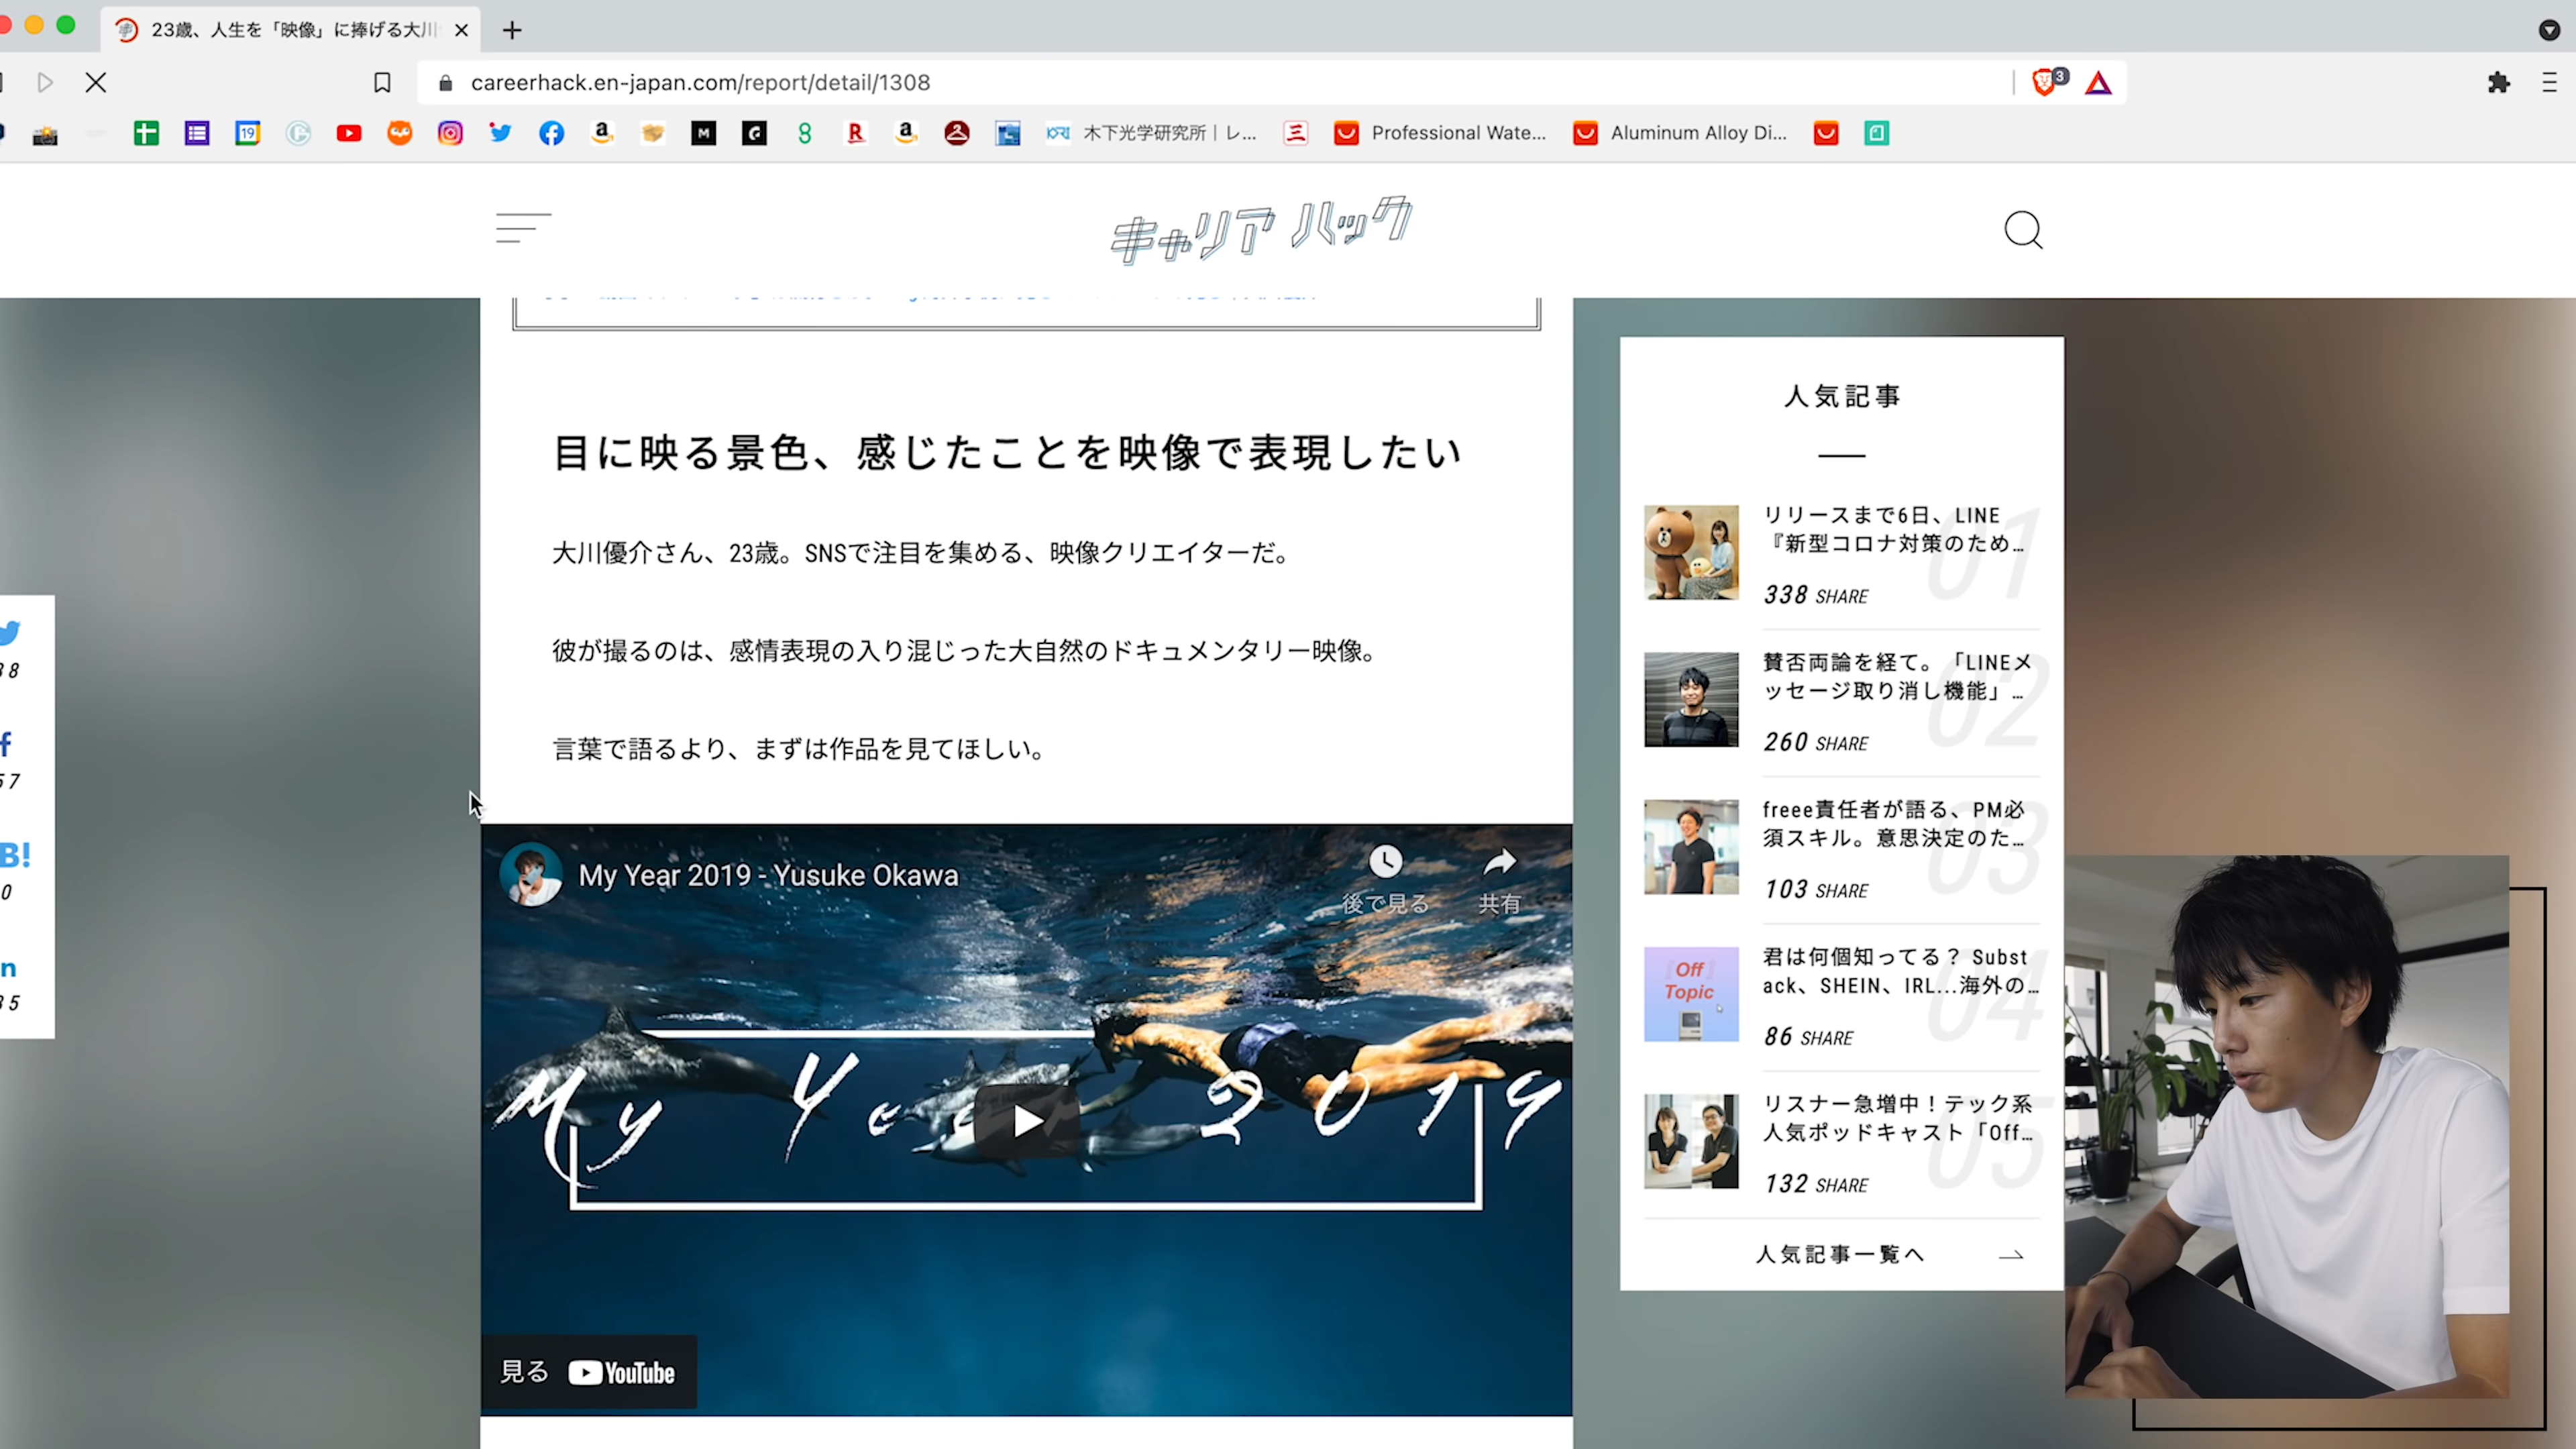 23歳、人生を「映像」に捧げる大川
careerhack.en-japan.com/report/detail/1308
3
19
木下光学研究所｜レ...
Professional Wate...
Aluminum Alloy Di...
キャリアハック
目に映る景色、感じたことを映像で表現したい
大川優介さん、23歳。SNSで注目を集める、映像クリエイターだ。
彼が撮るのは、感情表現の入り混じった大自然のドキュメンタリー映像。
言葉で語るより、まずは作品を見てほしい。
My Year 2019 - Yusuke Okawa
後で見る
共有
My Year 2019
見る YouTube
人気記事
01
リリースまで6日、LINE
『新型コロナ対策のため…
338 SHARE
02
賛否両論を経て。「LINEメ
ッセージ取り消し機能」…
260 SHARE
03
freee責任者が語る、PM必
須スキル。意思決定のた…
103 SHARE
04
Off
Topic
君は何個知ってる？ Subst
ack、SHEIN、IRL...海外の…
86 SHARE
05
リスナー急増中！テック系
人気ポッドキャスト「Off…
132 SHARE
人気記事一覧へ
B!